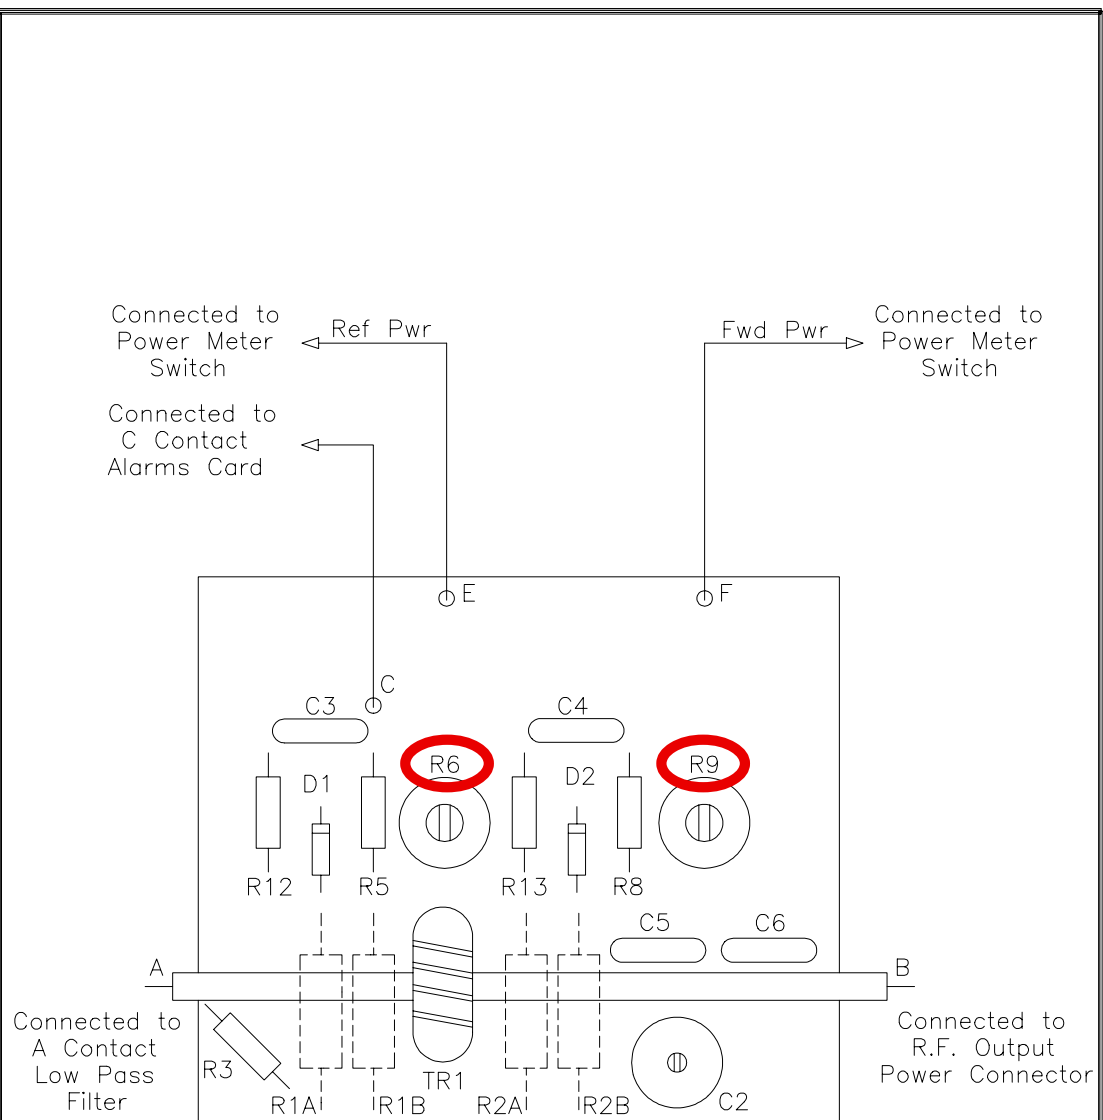 Connected to
Power Meter
Switch
Ref Pwr
Fwd Pwr
Connected to
Power Meter
Switch
Connected to
C Contact
Alarms Card
E
F
C
C3
C4
R6
R9
D1
D2
R12
R5
R13
R8
C5
C6
A
B
Connected to
A Contact
Low Pass
Filter
R3
TR1
R1A
R1B
R2A
R2B
C2
Connected to
R.F. Output
Power Connector